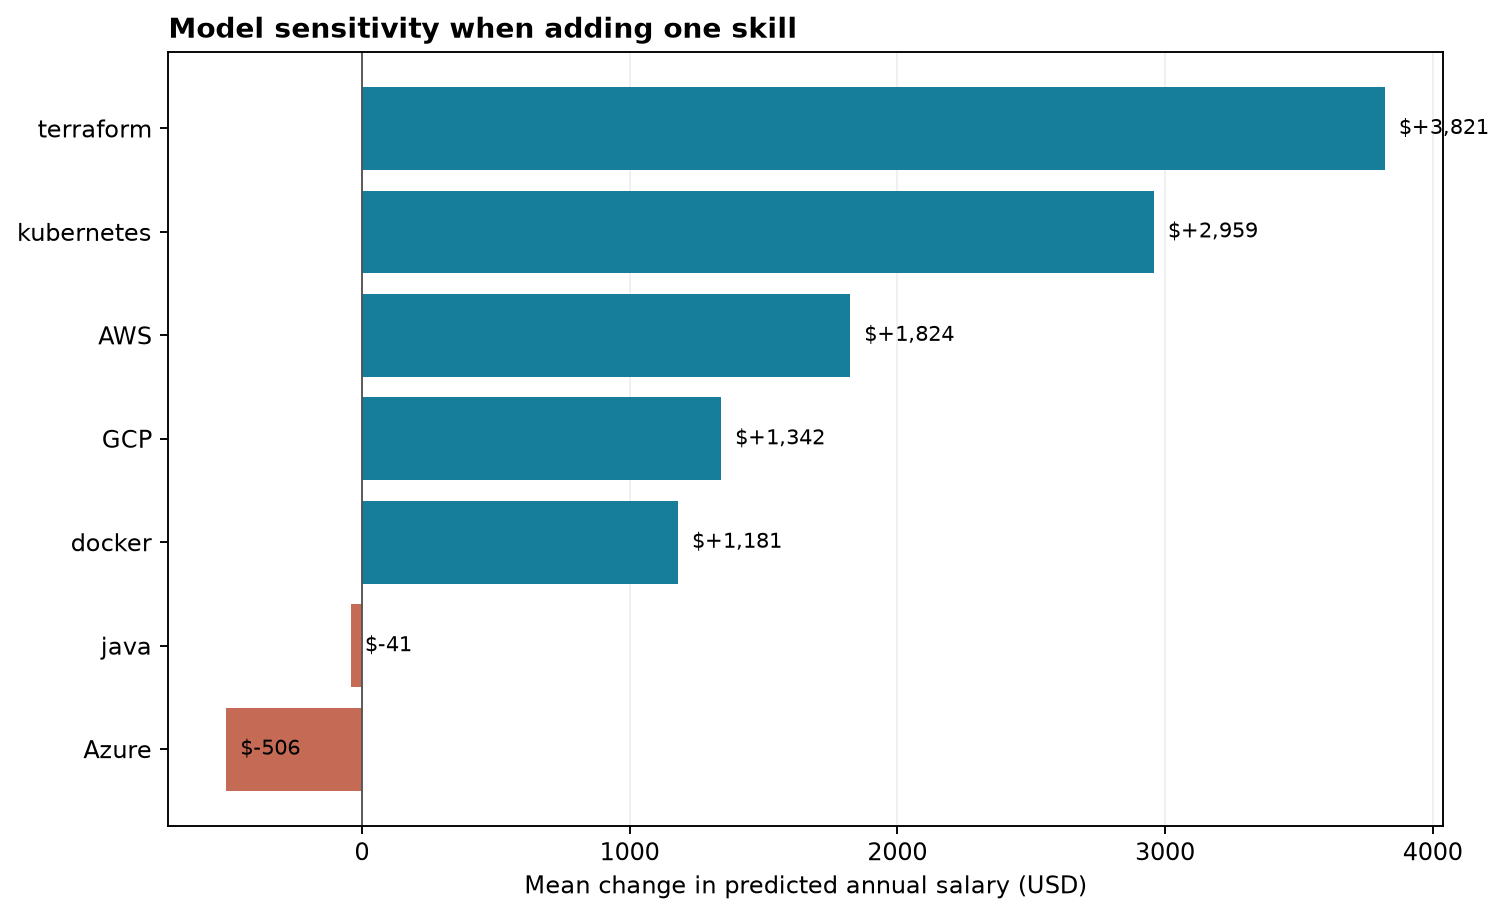 Model sensitivity when adding one skill
terraform
$+3,821
kubernetes
$+2,959
AWS
$+1,824
GCP
$+1,342
docker
$+1,181
java
$-41
Azure
$-506
0 1000 2000 3000 4000
Mean change in predicted annual salary (USD)